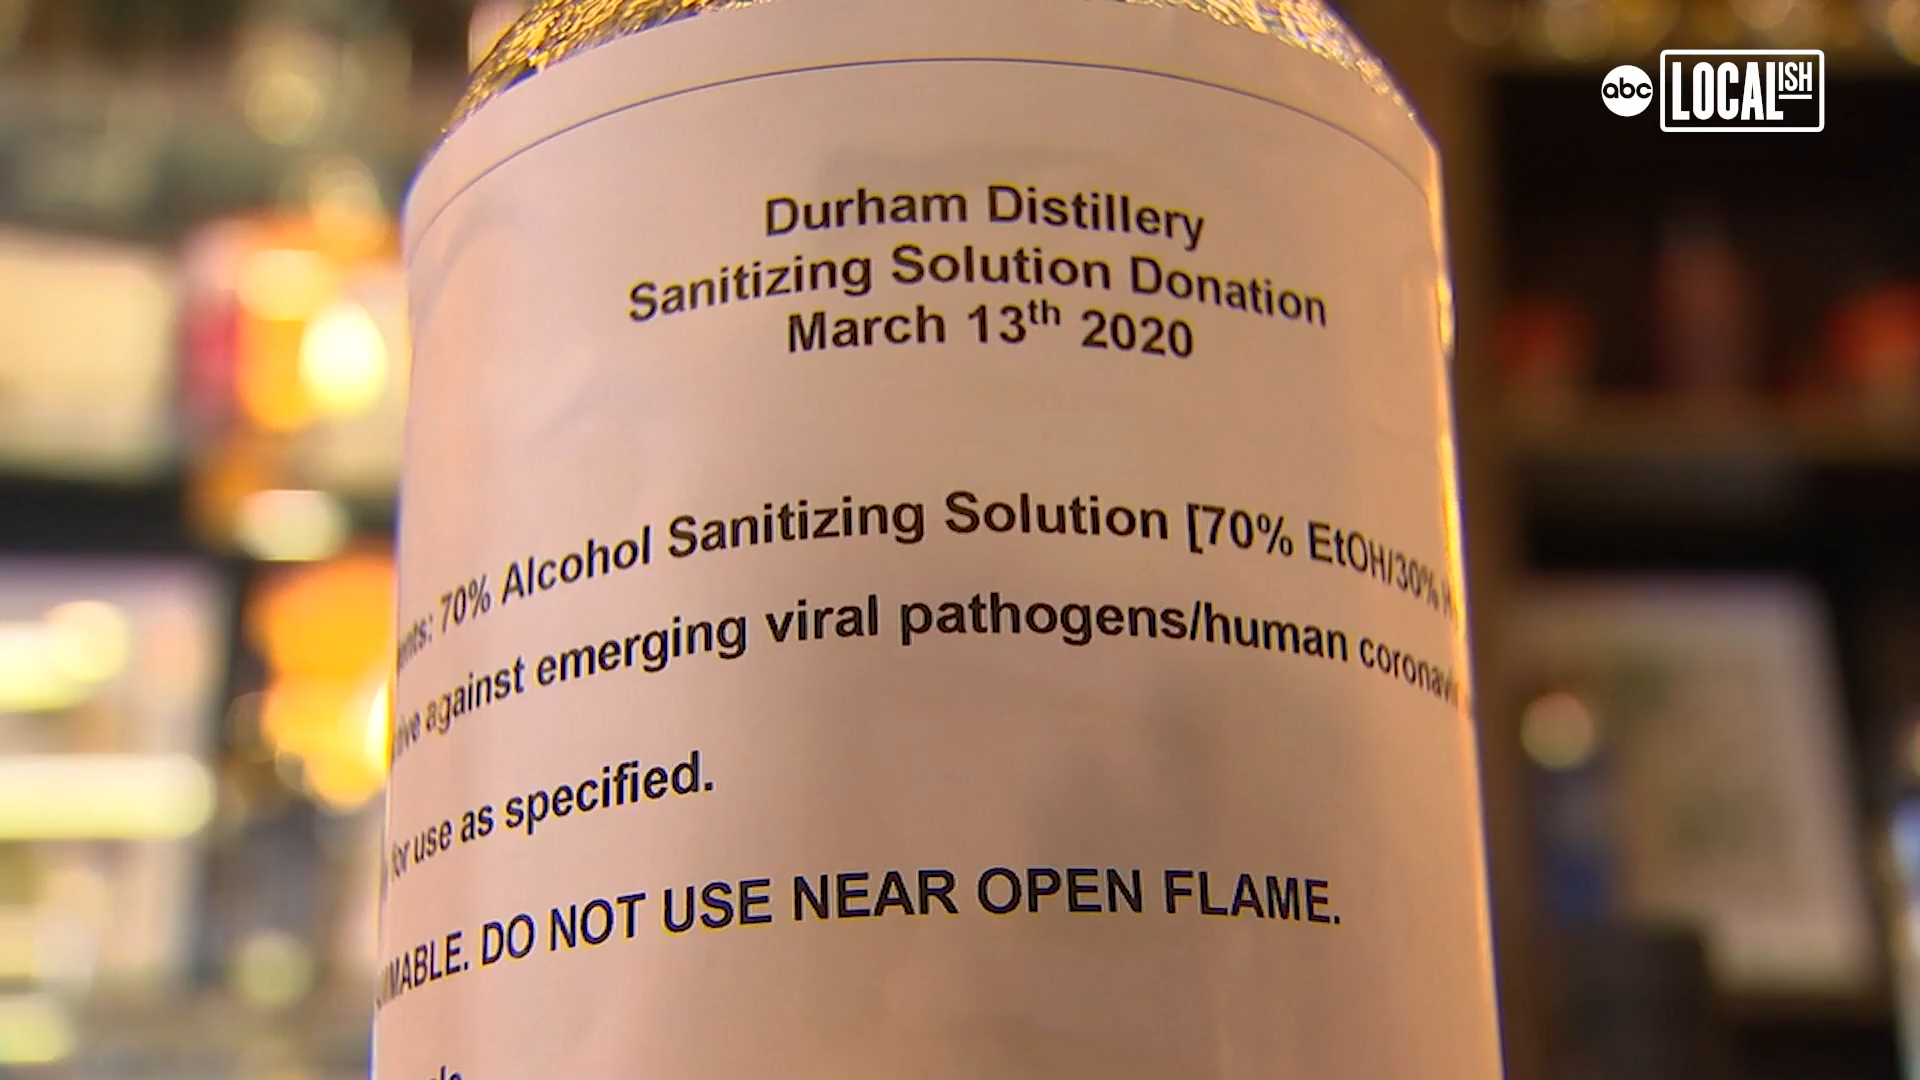 abc LOCALISH
Durham Distillery
Sanitizing Solution Donation
March 13th 2020
70% Alcohol Sanitizing Solution [70% EtOH/30%
against emerging viral pathogens/human
for use as specified.
DO NOT USE NEAR OPEN FLAME.